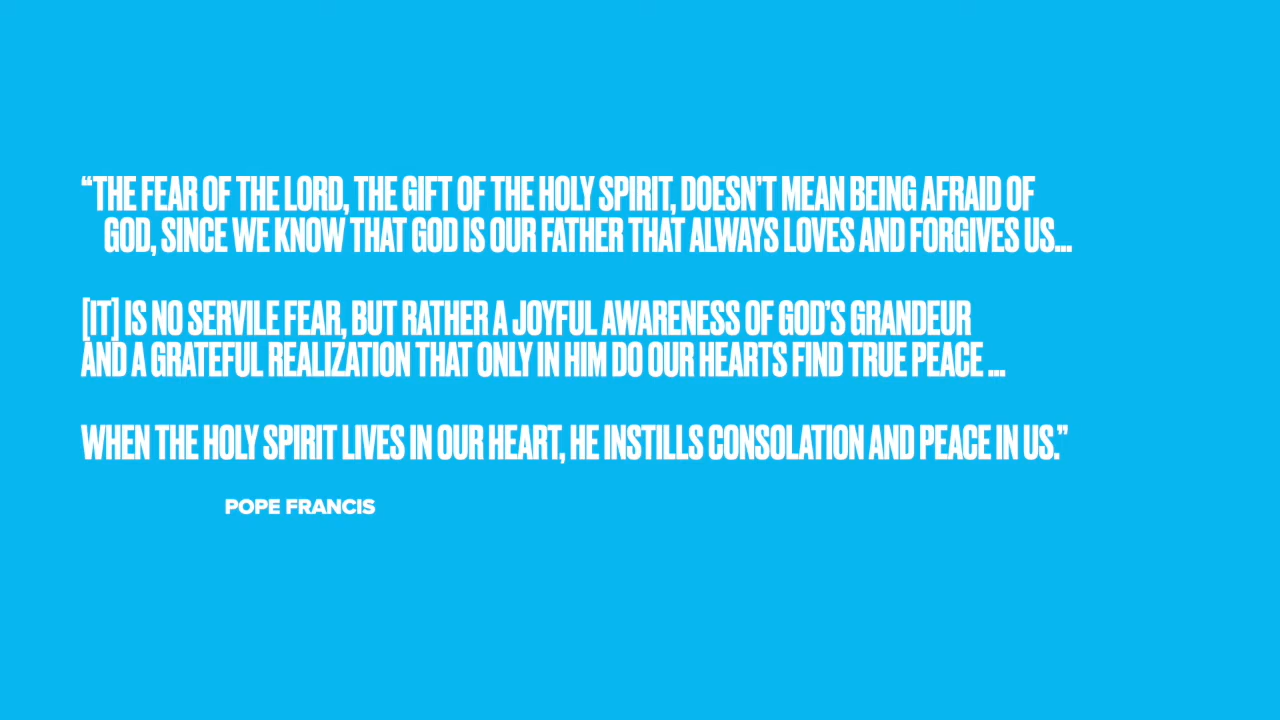 “THE FEAR OF THE LORD, THE GIFT OF THE HOLY SPIRIT, DOESN’T MEAN BEING AFRAID OF
GOD, SINCE WE KNOW THAT GOD IS OUR FATHER THAT ALWAYS LOVES AND FORGIVES US...
[IT] IS NO SERVILE FEAR, BUT RATHER A JOYFUL AWARENESS OF GOD’S GRANDEUR
AND A GRATEFUL REALIZATION THAT ONLY IN HIM DO OUR HEARTS FIND TRUE PEACE ...
WHEN THE HOLY SPIRIT LIVES IN OUR HEART, HE INSTILLS CONSOLATION AND PEACE IN US.”
POPE FRANCIS